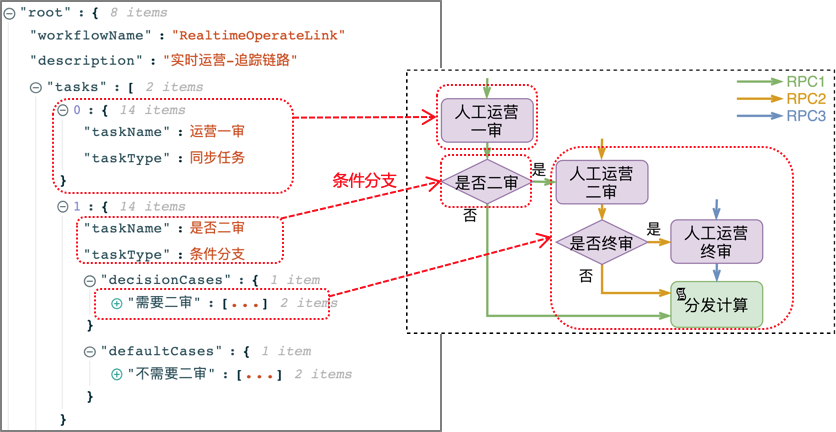 "root" : { 8 items
"workflowName" : "RealtimeOperateLink"
"description" : "实时运营-追踪链路"
"tasks" : [ 2 items
0 : { 14 items
"taskName" : 运营一审
"taskType" : 同步任务
}
1 : { 14 items
"taskName" : 是否二审
"taskType" : 条件分支
"decisionCases" : { 1 item
"需要二审" : [...] 2 items
}
"defaultCases" : { 1 item
"不需要二审" : [...] 2 items
}
}
条件分支
RPC1
RPC2
RPC3
人工运营
一审
是否二审
是
否
人工运营
二审
是否终审
是
否
人工运营
终审
分发计算